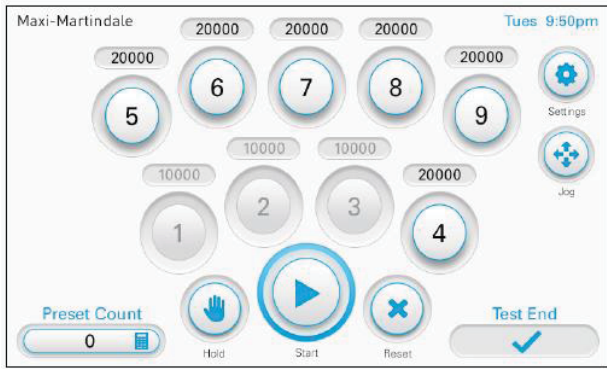 Maxi-Martindale
Tues 9:50pm
20000 20000 20000
20000 20000
6 7 8
5 9
Settings
10000 10000
10000 20000
Jog
2 3
1 4
Preset Count
Test End
0
Hold Start Reset